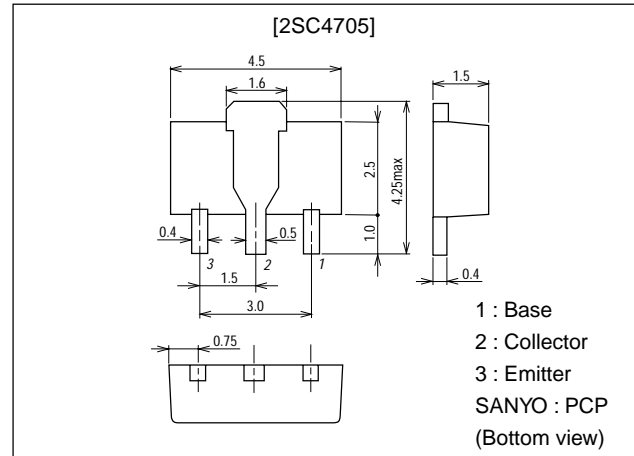 [2SC4705]
4.5
1.6
1.5
2.5
4.25max
1.0
0.4
0.5
3
2
1
1.5
3.0
0.4
0.75
1 : Base
2 : Collector
3 : Emitter
SANYO : PCP
(Bottom view)